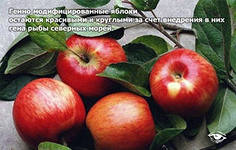 Генно-модифицированные яблоки
остаются красивыми и круглыми за счет внедрения в них
гена рыбы северных морей.